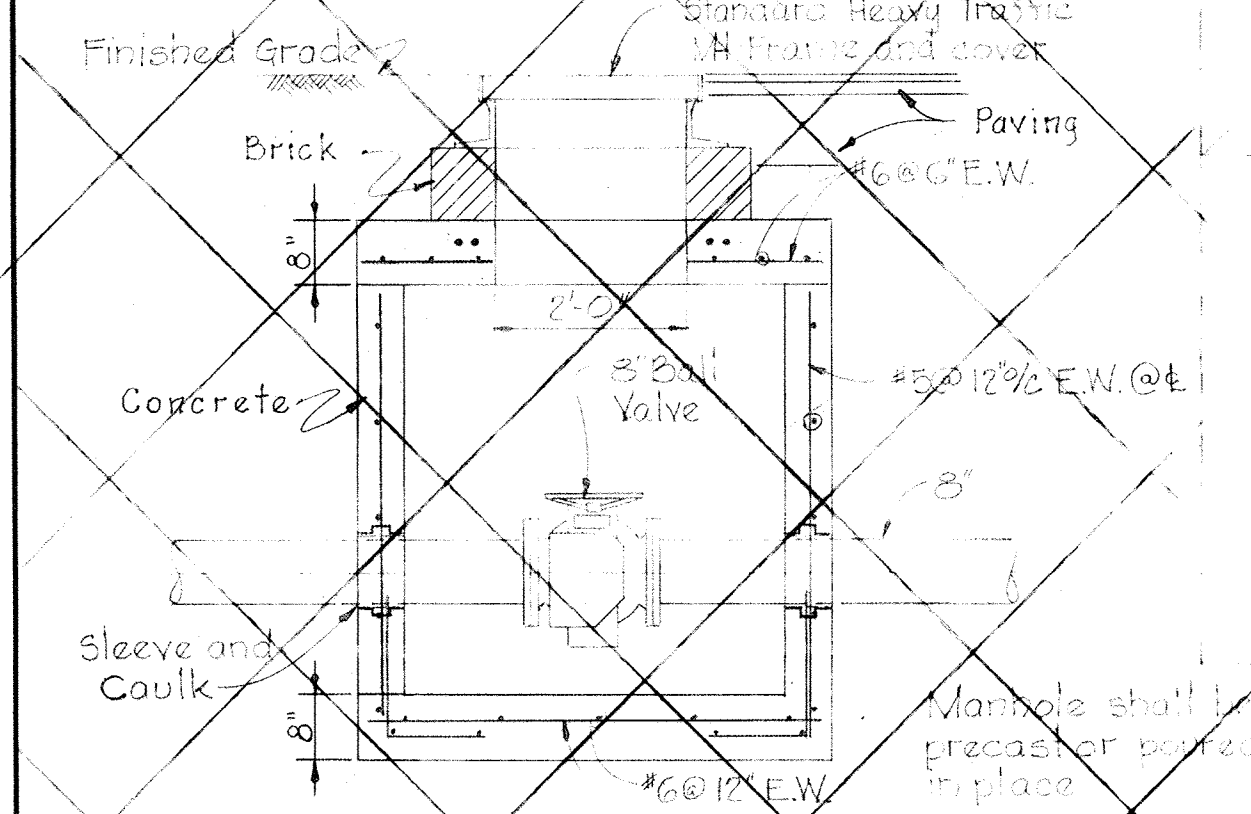 Standard Heavy Traffic
MH Frame and cover
Finished Grade
Paving
Brick
#6@6" E.W.
8"
2'-0"
8" Ball
Valve
#5@12"o/c E.W. @ ℄
Concrete
8"
Sleeve and
Caulk
8"
Manhole shall be
precast or poured
in place
#6@12" E.W.